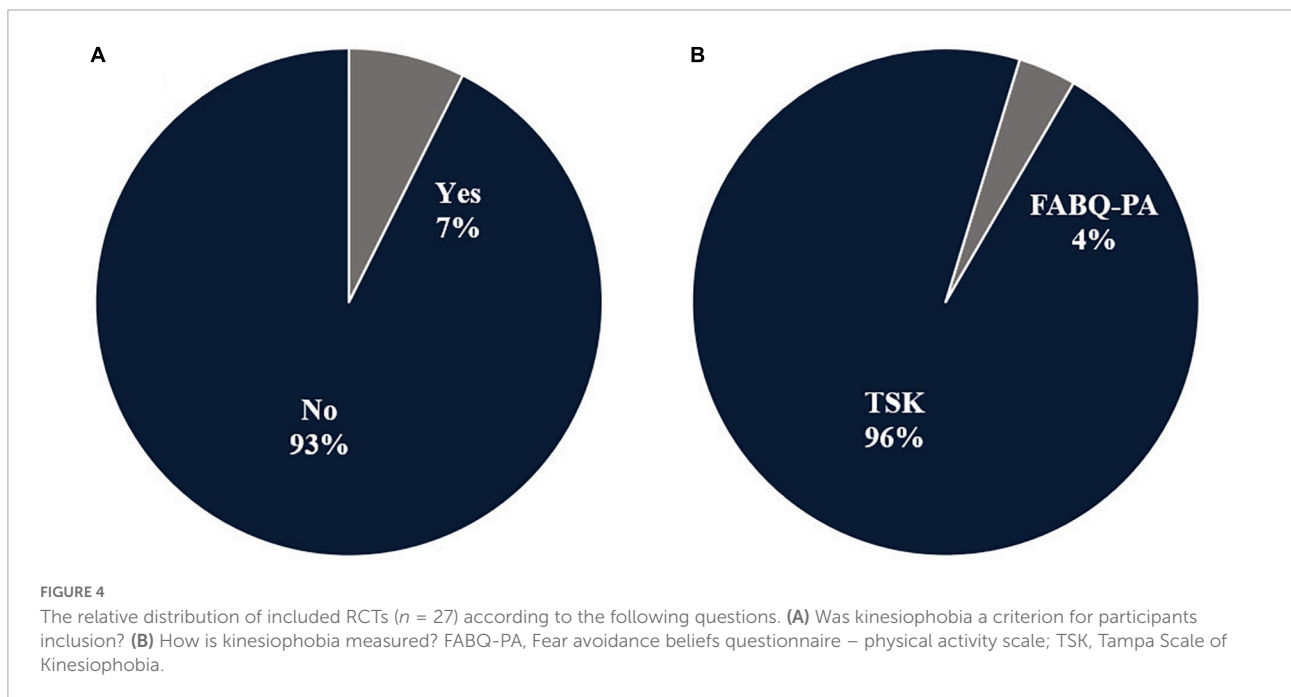 A
Yes
7%
No
93%
B
FABQ-PA
4%
TSK
96%
FIGURE 4
The relative distribution of included RCTs (n = 27) according to the following questions. (A) Was kinesiophobia a criterion for participants
inclusion? (B) How is kinesiophobia measured? FABQ-PA, Fear avoidance beliefs questionnaire – physical activity scale; TSK, Tampa Scale of
Kinesiophobia.